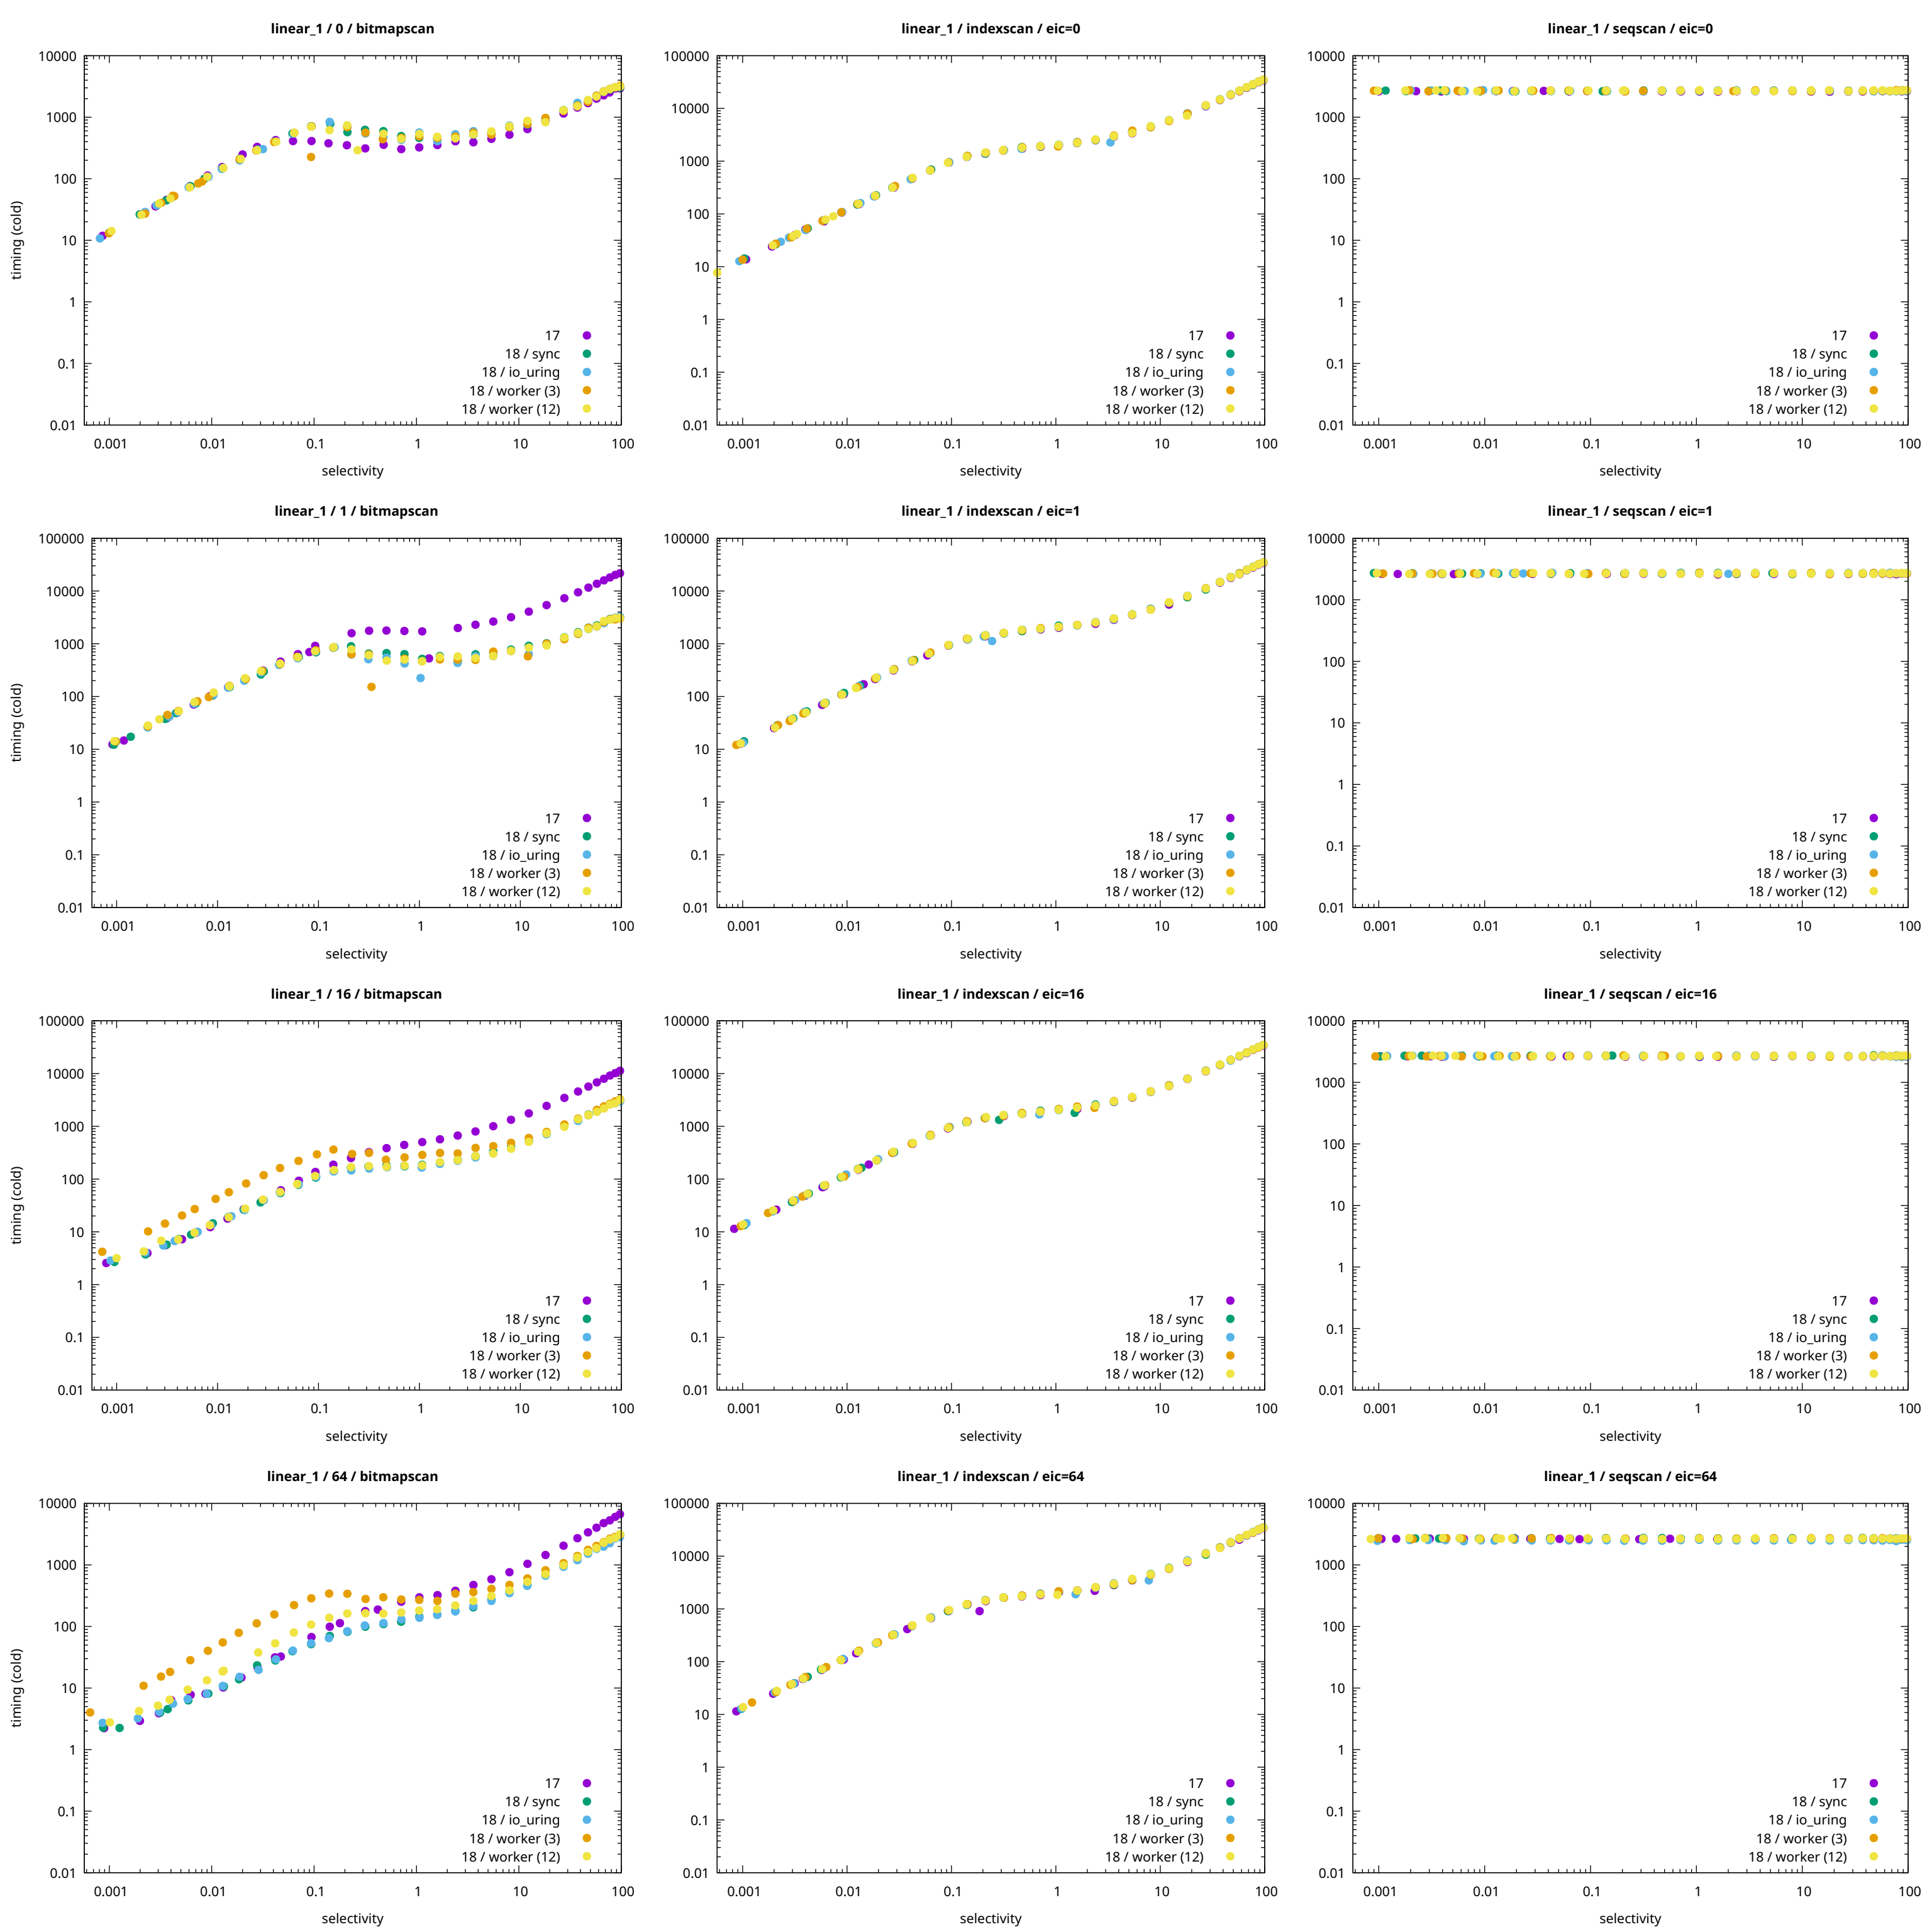 linear_1 / 0 / bitmapscan
timing (cold)
10000
1000
100
10
1
0.1
0.01
17
18 / sync
18 / io_uring
18 / worker (3)
18 / worker (12)
0.001 0.01 0.1 1 10 100
selectivity
linear_1 / indexscan / eic=0
100000
10000
1000
100
10
1
0.1
0.01
17
18 / sync
18 / io_uring
18 / worker (3)
18 / worker (12)
0.001 0.01 0.1 1 10 100
selectivity
linear_1 / seqscan / eic=0
10000
1000
100
10
1
0.1
0.01
17
18 / sync
18 / io_uring
18 / worker (3)
18 / worker (12)
0.001 0.01 0.1 1 10 100
selectivity
linear_1 / 1 / bitmapscan
timing (cold)
100000
10000
1000
100
10
1
0.1
0.01
17
18 / sync
18 / io_uring
18 / worker (3)
18 / worker (12)
0.001 0.01 0.1 1 10 100
selectivity
linear_1 / indexscan / eic=1
100000
10000
1000
100
10
1
0.1
0.01
17
18 / sync
18 / io_uring
18 / worker (3)
18 / worker (12)
0.001 0.01 0.1 1 10 100
selectivity
linear_1 / seqscan / eic=1
10000
1000
100
10
1
0.1
0.01
17
18 / sync
18 / io_uring
18 / worker (3)
18 / worker (12)
0.001 0.01 0.1 1 10 100
selectivity
linear_1 / 16 / bitmapscan
timing (cold)
100000
10000
1000
100
10
1
0.1
0.01
17
18 / sync
18 / io_uring
18 / worker (3)
18 / worker (12)
0.001 0.01 0.1 1 10 100
selectivity
linear_1 / indexscan / eic=16
100000
10000
1000
100
10
1
0.1
0.01
17
18 / sync
18 / io_uring
18 / worker (3)
18 / worker (12)
0.001 0.01 0.1 1 10 100
selectivity
linear_1 / seqscan / eic=16
10000
1000
100
10
1
0.1
0.01
17
18 / sync
18 / io_uring
18 / worker (3)
18 / worker (12)
0.001 0.01 0.1 1 10 100
selectivity
linear_1 / 64 / bitmapscan
timing (cold)
10000
1000
100
10
1
0.1
0.01
17
18 / sync
18 / io_uring
18 / worker (3)
18 / worker (12)
0.001 0.01 0.1 1 10 100
selectivity
linear_1 / indexscan / eic=64
100000
10000
1000
100
10
1
0.1
0.01
17
18 / sync
18 / io_uring
18 / worker (3)
18 / worker (12)
0.001 0.01 0.1 1 10 100
selectivity
linear_1 / seqscan / eic=64
10000
1000
100
10
1
0.1
0.01
17
18 / sync
18 / io_uring
18 / worker (3)
18 / worker (12)
0.001 0.01 0.1 1 10 100
selectivity